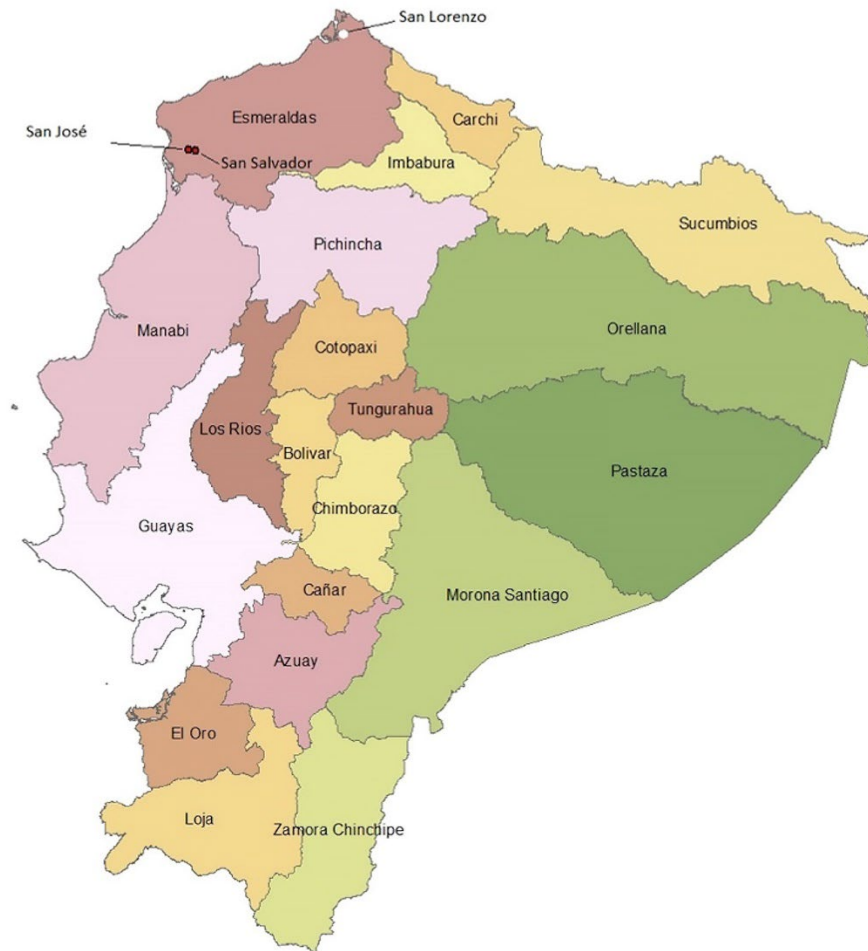 San Lorenzo
Esmeraldas
Carchi
San José
San Salvador
Imbabura
Sucumbios
Pichincha
Orellana
Manabi
Cotopaxi
Tungurahua
Los Rios
Bolivar
Pastaza
Chimborazo
Guayas
Cañar
Morona Santiago
Azuay
El Oro
Loja
Zamora Chinchipe